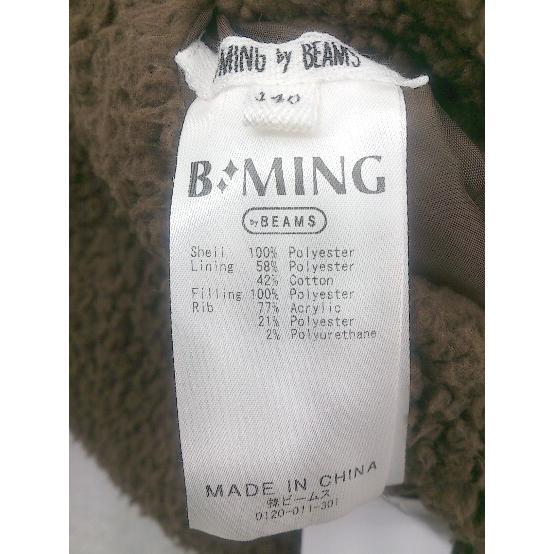 MING by BEAMS
140
B:MING
by BEAMS
Shell 100% Polyester
Lining 58% Polyester
42% Cotton
Filling 100% Polyester
Rib 77% Acrylic
21% Polyester
2% Polyurethane
MADE IN CHINA
㈱ビームス
0120-011-301